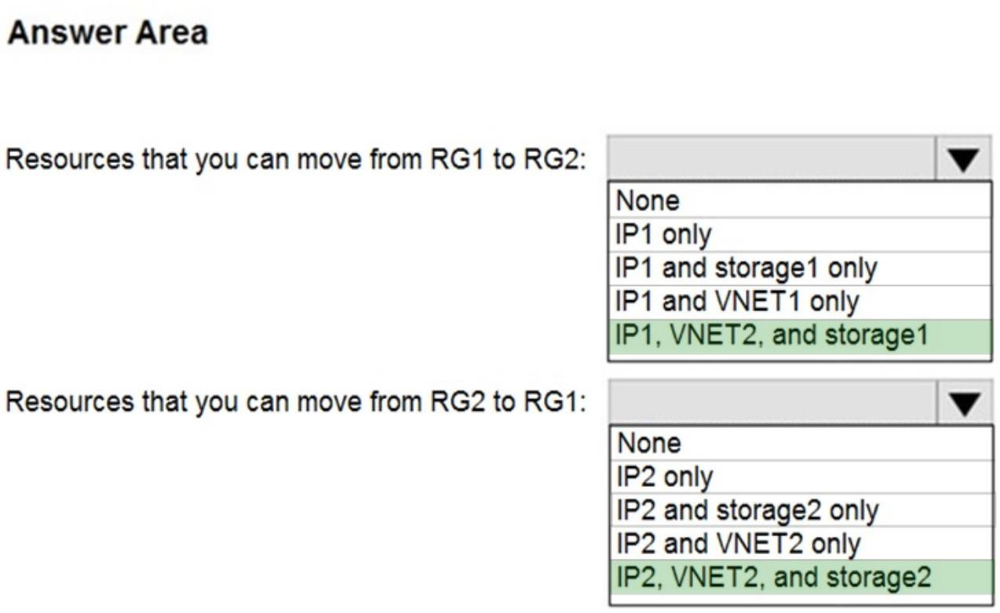 Answer Area
Resources that you can move from RG1 to RG2:
None
IP1 only
IP1 and storage1 only
IP1 and VNET1 only
IP1, VNET2, and storage1
Resources that you can move from RG2 to RG1:
None
IP2 only
IP2 and storage2 only
IP2 and VNET2 only
IP2, VNET2, and storage2